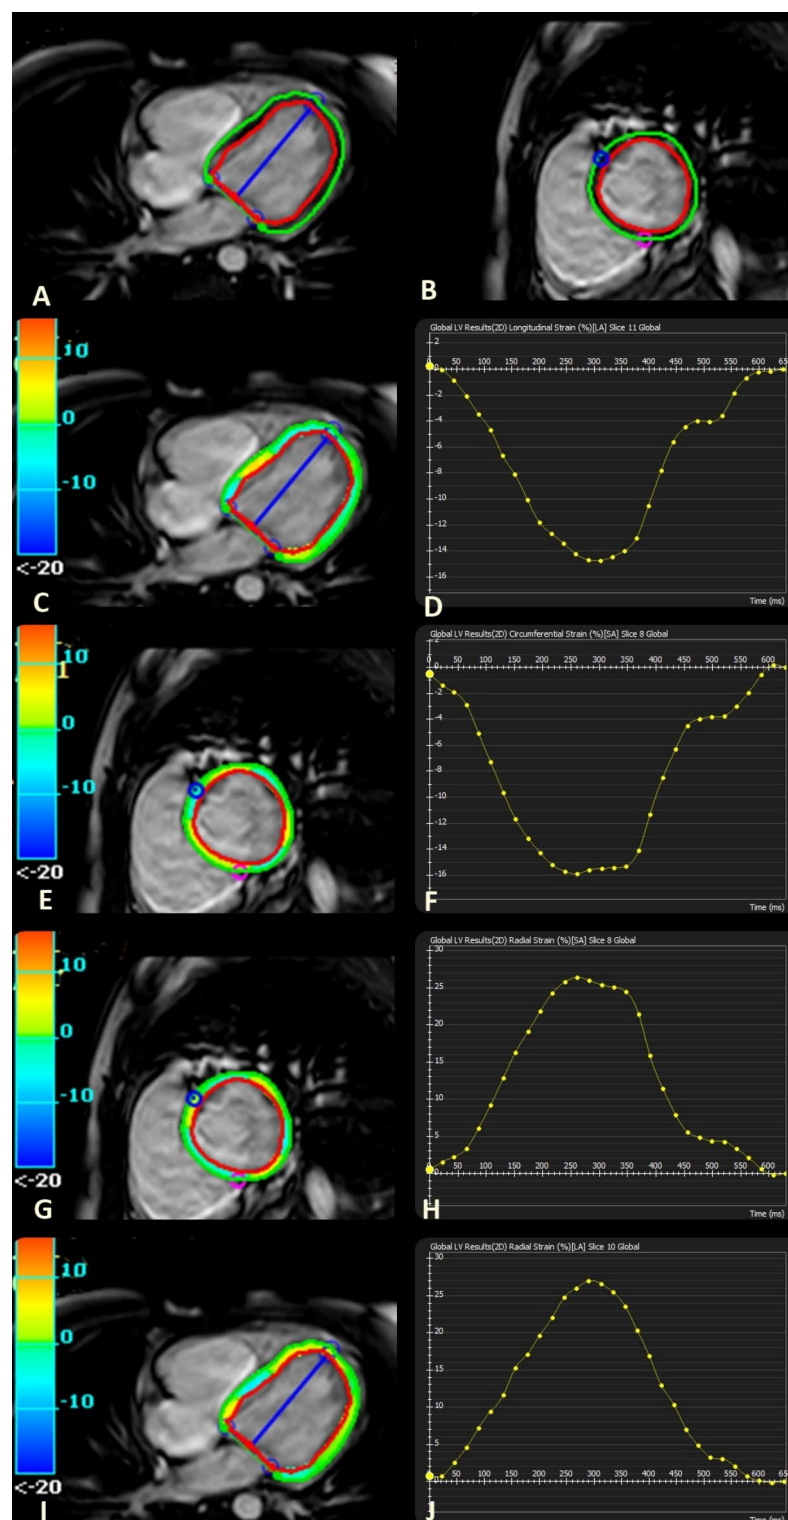 A
B
10
0
-10
<-20
C
Global LV Results(2D) Longitudinal Strain (%)[LA] Slice 11 Global
2
0
50 100 150 200 250 300 350 400 450 500 550 600 65
-2
-4
-6
-8
-10
-12
-14
-16
Time (ms)
D
10
1
0
-10
<-20
E
Global LV Results(2D) Circumferential Strain (%)[SA] Slice 8 Global
2
0
50 100 150 200 250 300 350 400 450 500 550 600
-2
-4
-6
-8
-10
-12
-14
-16
Time (ms)
F
10
0
-10
<-20
G
Global LV Results(2D) Radial Strain (%)[SA] Slice 8 Global
30
25
20
15
10
5
0
50 100 150 200 250 300 350 400 450 500 550 600
Time (ms)
H
10
0
-10
<-20
I
Global LV Results(2D) Radial Strain (%)[LA] Slice 10 Global
30
25
20
15
10
5
0
50 100 150 200 250 300 350 400 450 500 550 600 65
Time (ms)
J